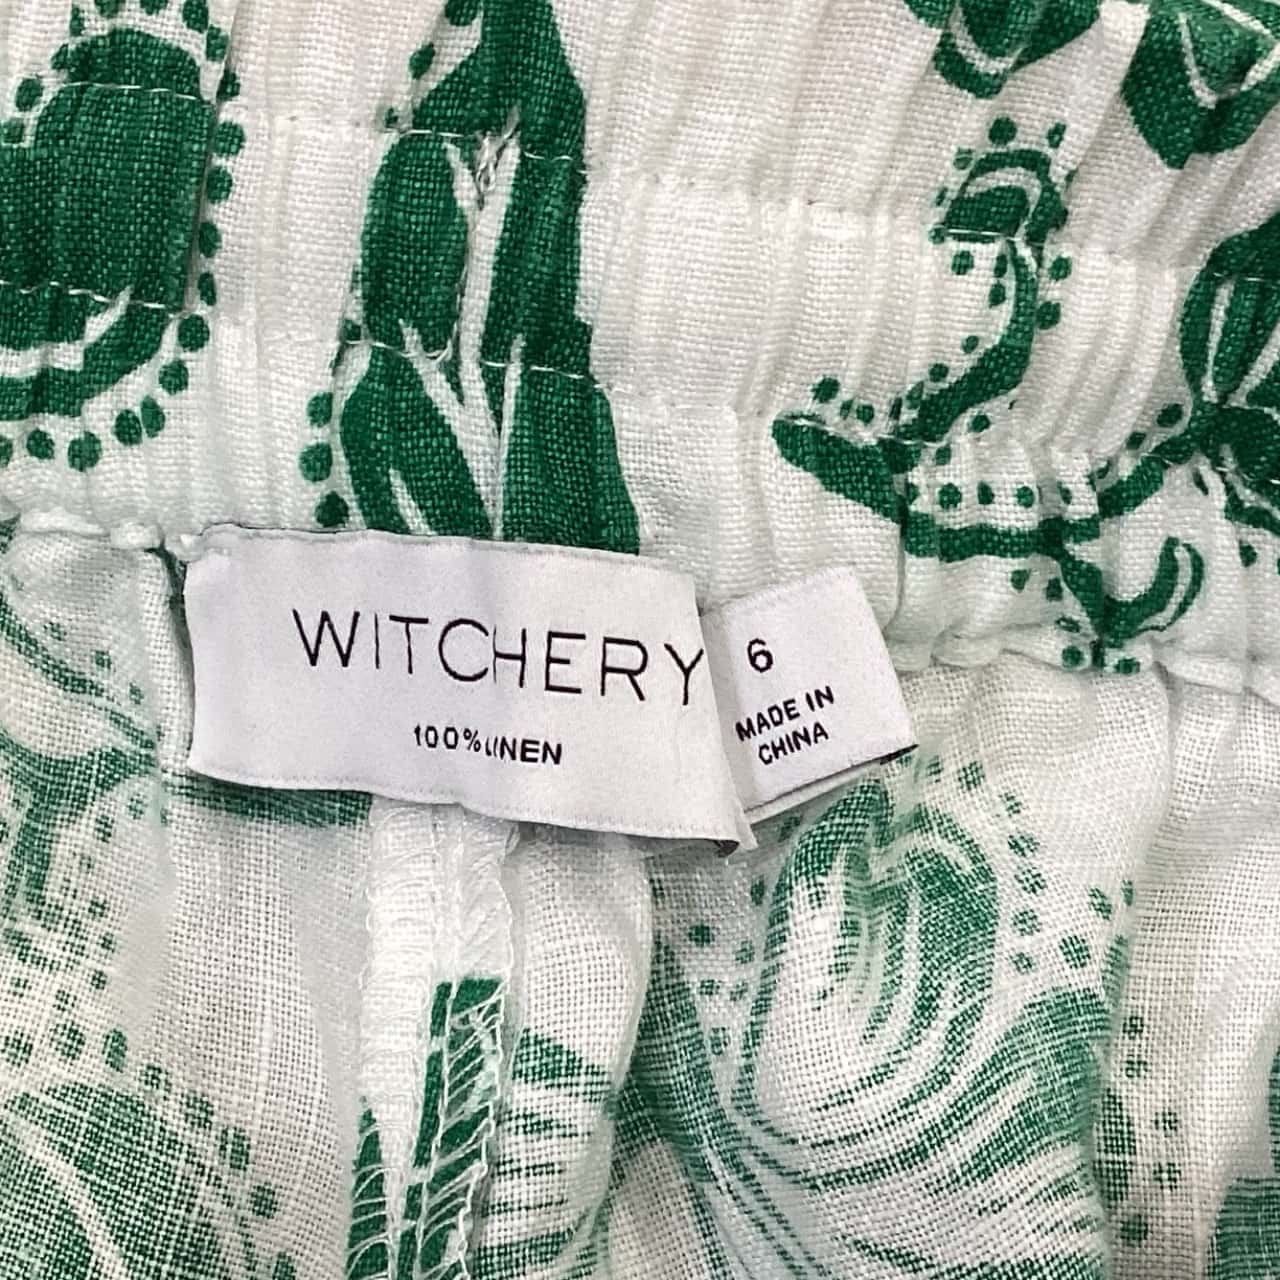 WITCHERY
100% LINEN
6
MADE IN
CHINA